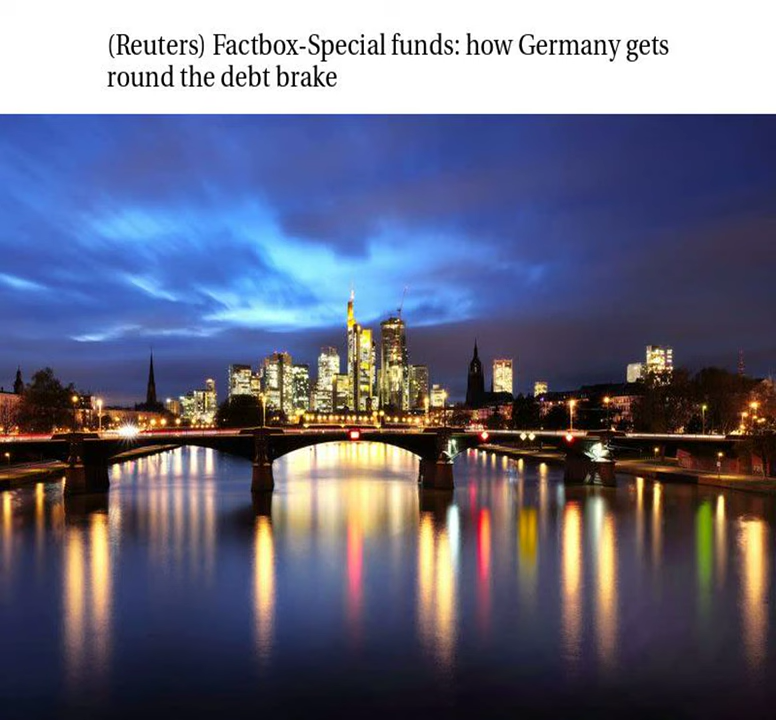 (Reuters) Factbox-Special funds: how Germany gets
round the debt brake